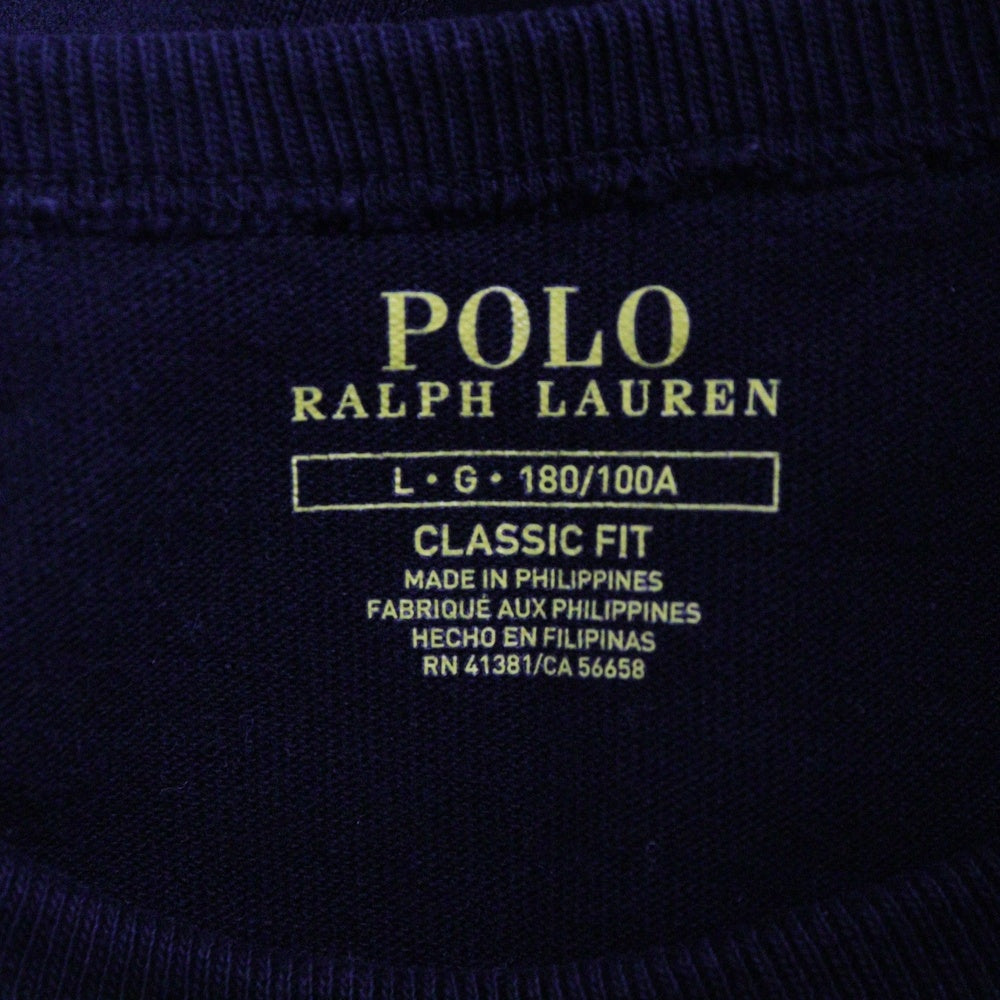 POLO
RALPH LAUREN
L • G • 180/100A
CLASSIC FIT
MADE IN PHILIPPINES
FABRIQUÉ AUX PHILIPPINES
HECHO EN FILIPINAS
RN 41381/CA 56658